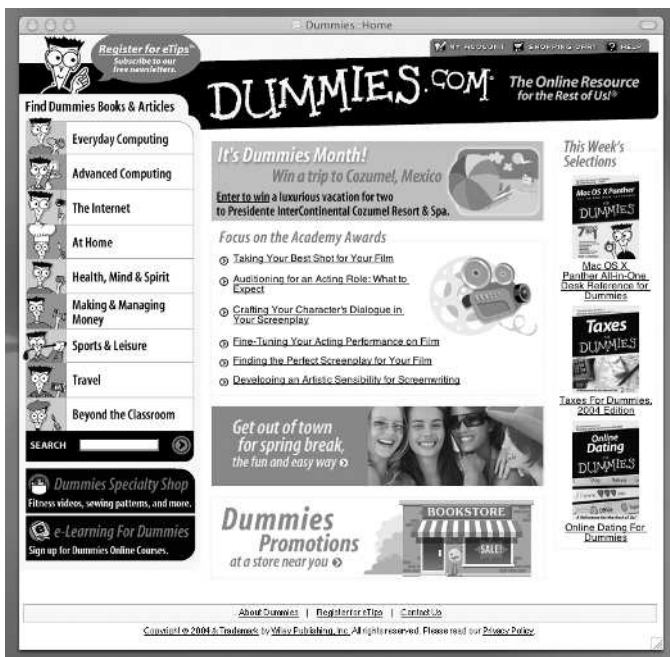 Dummies::Home
Register for eTips™
Subscribe to our
free newsletters.
MY ACCOUNT SHOPPING CART HELP
DUMMIES.COM®
The Online Resource
for the Rest of Us!®
Find Dummies Books & Articles
Everyday Computing
Advanced Computing
The Internet
At Home
Health, Mind & Spirit
Making & Managing
Money
Sports & Leisure
Travel
Beyond the Classroom
SEARCH
Dummies Specialty Shop
Fitness videos, sewing patterns, and more.
e-Learning For Dummies
Sign up for Dummies Online Courses.
It's Dummies Month!
Win a trip to Cozumel, Mexico
Enter to win a luxurious vacation for two
to Presidente InterContinental Cozumel Resort & Spa.
Focus on the Academy Awards
Taking Your Best Shot for Your Film
Auditioning for an Acting Role: What to
Expect
Crafting Your Character's Dialogue in
Your Screenplay
Fine-Tuning Your Acting Performance on Film
Finding the Perfect Screenplay for Your Film
Developing an Artistic Sensibility for Screenwriting
Get out of town
for spring break,
the fun and easy way
Dummies
Promotions
at a store near you
BOOKSTORE
SALE!
This Week's
Selections
Mac OS X Panther
DUMMIES
Mac OS X
Panther All-in-One
Desk Reference for
Dummies
Taxes
DUMMIES
Taxes For Dummies,
2004 Edition
Online
Dating
DUMMIES
Online Dating For
Dummies
About Dummies | Register for eTips | Contact Us
Copyright © 2004 & Trademark by Wiley Publishing, Inc. All rights reserved. Please read our Privacy Policy.